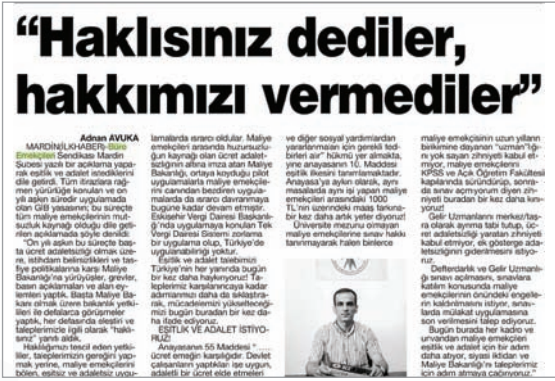 “Haklısınız dediler,
hakkımızı vermediler”
Adnan AVUKA
MARDİN(İLKHABER)-Büro
Emekçileri Sendikası Mardin
Şubesi yazılı bir açıklama yapa-
rak eşitlik ve adalet istediklerini
dile getirdi. Tüm itirazlara rağ-
men yürürlüğe konulan ve on
yılı aşkın süredir uygulamada
olan GİB yasasının; bu süreçte
tüm maliye emekçilerinin mut-
suzluk kaynağı olduğu dile geti-
rilen açıklamada şöyle denildi:
“On yılı aşkın bu süreçte başta
ücret adaletsizliği olmak üze-
re, istihdam belirsizlikleri ve tas-
fiye politikalarına karşı Maliye
Bakanlığı'na yürüyüşler, grevler,
basın açıklamaları ve alan ey-
lemleri yaptık. Başta Maliye Ba-
kanı olmak üzere bakanlık yetki-
lileri ile defalarca görüşmeler
yaptık, her defasında eleştiri ve
taleplerimizle ilgili olarak “haklı-
sınız” yanıtı aldık.
Haklılığımızı tescil eden yetki-
liler, taleplerimizin gereğini yap-
mak yerine, maliye emekçilerini
bölen, eşitsiz ve adaletsiz uygu-
lamalarda ısrarcı oldular. Maliye
emekçileri arasında huzursuzlu-
ğun kaynağı olan ücret adalet-
sizliğinin altına imza atan Maliye
Bakanlığı, ortaya koyduğu pilot
uygulamalarla maliye emekçile-
rini canından bezdiren uygula-
malarda da ısrarcı davranmaya
bugüne kadar devam etmiştir.
Eskişehir Vergi Dairesi Başkanlı-
ğı'nda uygulamaya konulan Tek
Vergi Dairesi Sistemi zorlama
bir uygulama olup, Türkiye'de
uygulanabilirliği yoktur.
Eşitlik ve adalet talebimizi
Türkiye'nin her yanında bugün
bir kez daha haykırıyoruz! Ta-
leplerimiz karşılanıncaya kadar
adımlarımızı daha da sıklaştıra-
rak, mücadelemizi yükselteceği-
mizi bugün buradan bir kez da-
ha ifade ediyoruz.
EŞİTLİK VE ADALET İSTİYO-
RUZ!
Anayasanın 55 Maddesi “
ücret emeğin karşılığıdır. Devlet
çalışanların yaptıkları işe uygun,
adaletli bir ücret elde etmeleri
ve diğer sosyal yardımlardan
yararlanmaları için gerekli ted-
birleri alır” hükmü yer almakta,
yine anayasanın 10. Maddesi
eşitlik ilkesini tanımlamaktadır.
Anayasa'ya aykırı olarak, aynı
masalarda aynı işi yapan maliye
emekçileri arasındaki 1000
TL'nin üzerindeki maaş farkına
bir kez daha artık yeter diyoruz!
Üniversite mezunu olmayan
maliye emekçilerine sınav hakkı
tanınmayarak halen binlerce
maliye emekçisinin uzun yılların
birikimine dayanan “uzman”lığı-
nı yok sayan zihniyeti kabul et-
miyor, maliye emekçilerini
KPSS ve Açık Öğretim Fakültesi
kapılarında süründürüp, sonra-
da sınav açmıyorum diyen zih-
niyeti buradan bir kez daha kını-
yoruz!
Gelir Uzmanlarını merkez/taş-
ra olarak ayrıma tabi tutup, üc-
ret adaletsizliği yaratan zihniyeti
kabul etmiyor, ek gösterge ada-
letsizliğinin giderilmesini istiyo-
ruz.
Defterdarlık ve Gelir Uzmanlı-
ğı sınavı açılmasını, sınavlara
katılım konusunda maliye
emekçilerinin önündeki engelle-
rin kaldırılmasını istiyor, sınavlar-
larda mülakat uygulamasına
son verilmesini talep ediyoruz.
Bugün burada her kadro ve
unvandan maliye emekçileri
eşitlik ve adalet için bir adım
daha atıyor, siyasi iktidarı ve
Maliye Bakanlığı'nı taleplerimiz
için adım atmaya çağırıyoruz.”